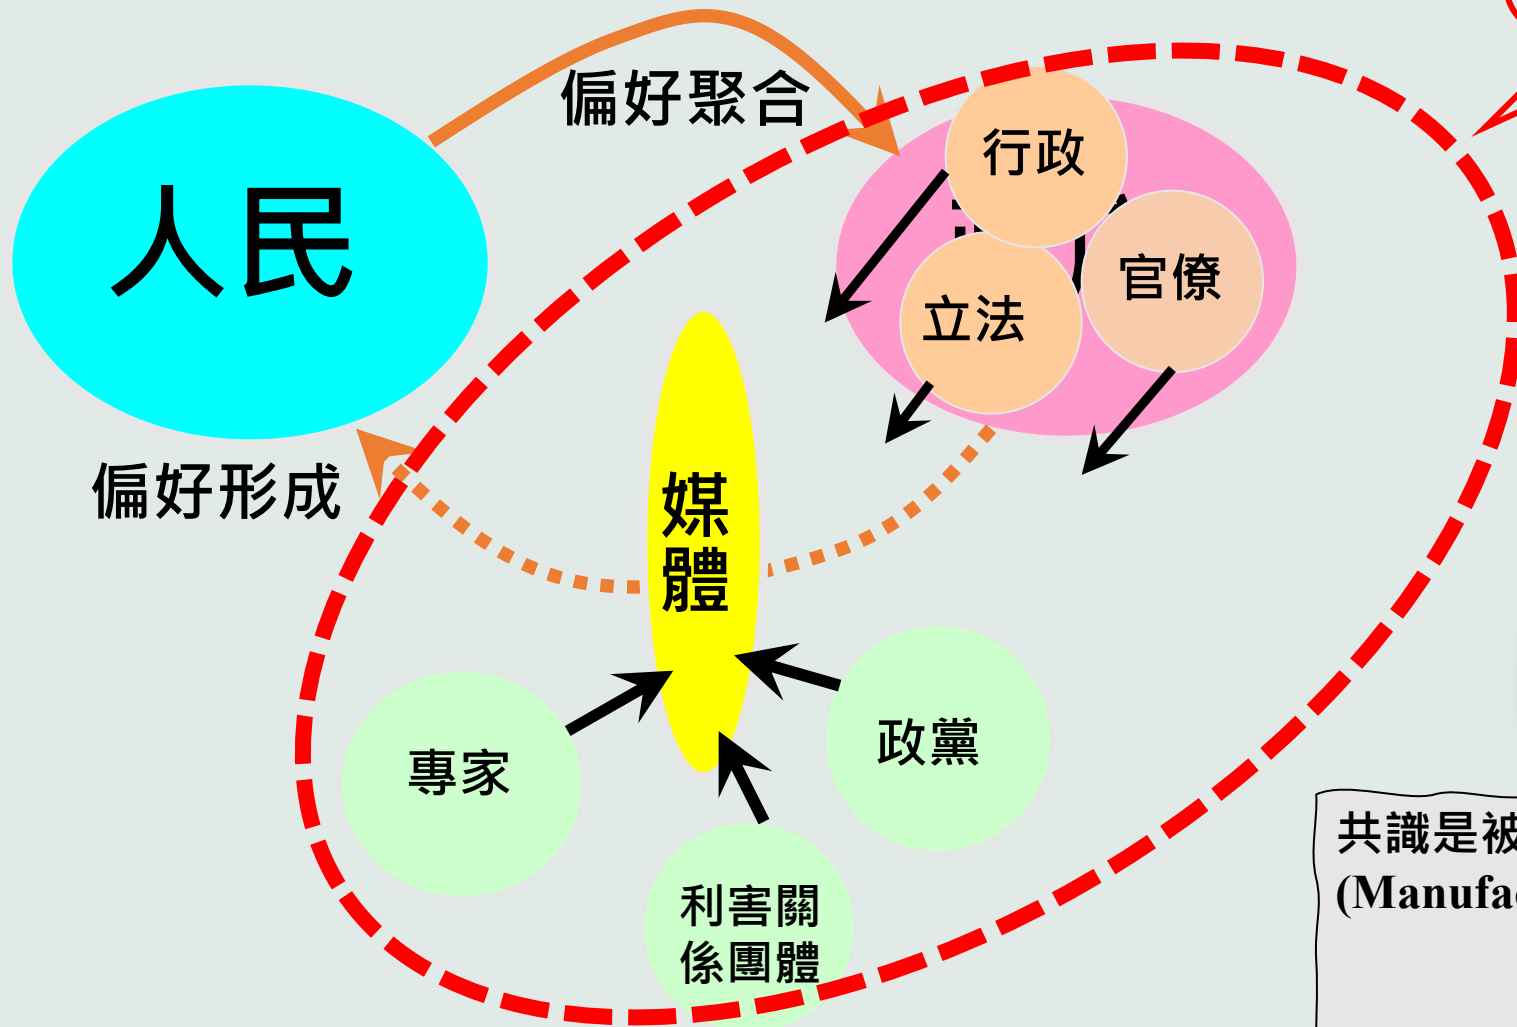 偏好聚合
人民
行政
官僚
立法
偏好形成
媒
體
專家
政黨
利害關
係團體
共識是被
(Manufa